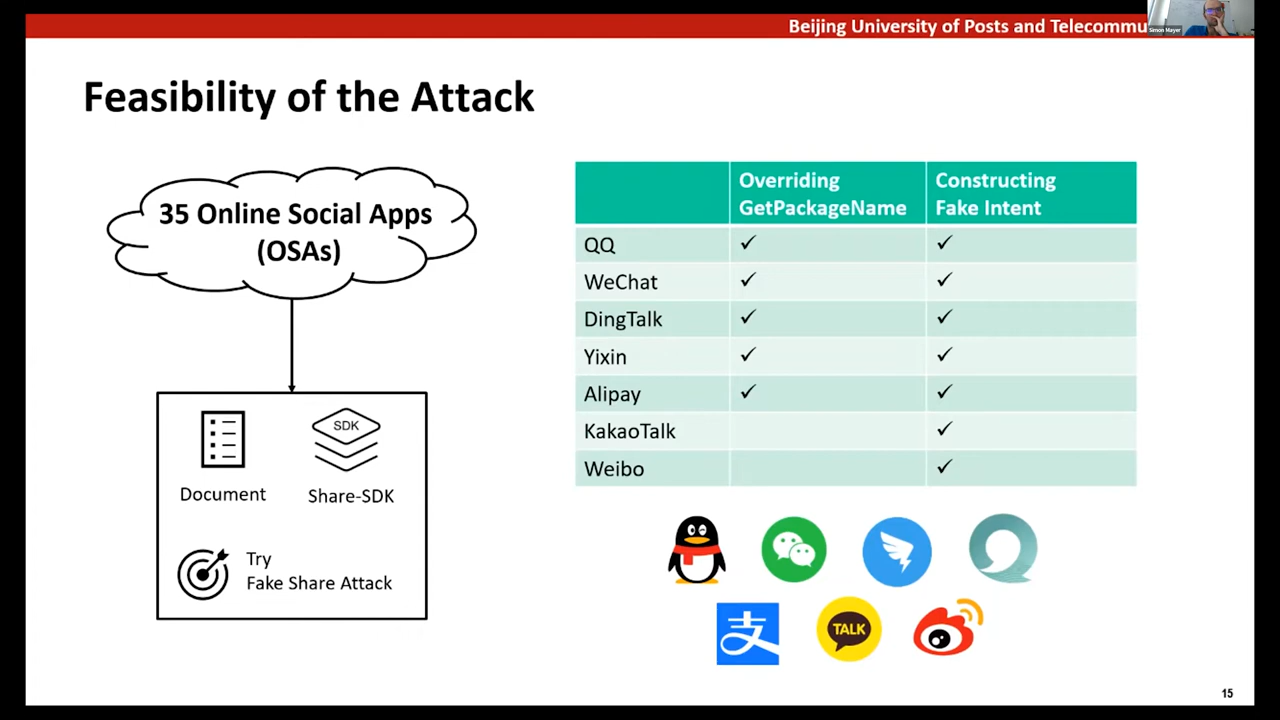 Beijing University of Posts and Telecommu
Simon Mayer
Feasibility of the Attack
35 Online Social Apps
(OSAs)
SDK
Document
Share-SDK
Try
Fake Share Attack
Overriding
GetPackageName
Constructing
Fake Intent
QQ ✓ ✓
WeChat ✓ ✓
DingTalk ✓ ✓
Yixin ✓ ✓
Alipay ✓ ✓
KakaoTalk ✓
Weibo ✓
支
TALK
15